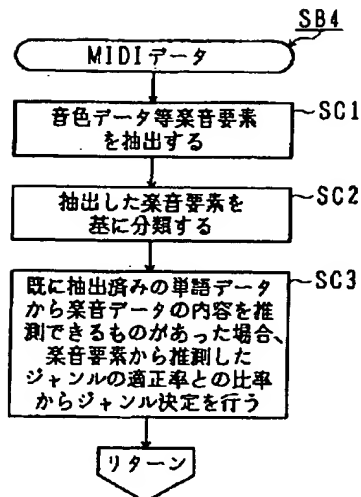 SB4
MIDIデータ
音色データ等楽音要素
を抽出する
SC1
抽出した楽音要素を
基に分類する
SC2
既に抽出済みの単語データ
から楽音データの内容を推
測できるものがあった場合、
楽音要素から推測した
ジャンルの適正率との比率
からジャンル決定を行う
SC3
リターン